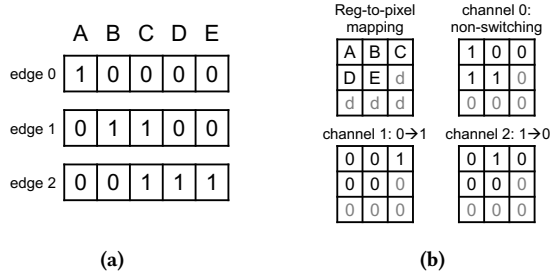 A B C D E
edge 0 1 0 0 0 0
edge 1 0 1 1 0 0
edge 2 0 0 1 1 1
(a)
Reg-to-pixel
mapping
A B C
D E d
d d d
channel 0:
non-switching
1 0 0
1 1 0
0 0 0
channel 1: 0→1
0 0 1
0 0 0
0 0 0
channel 2: 1→0
0 1 0
0 0 0
0 0 0
(b)